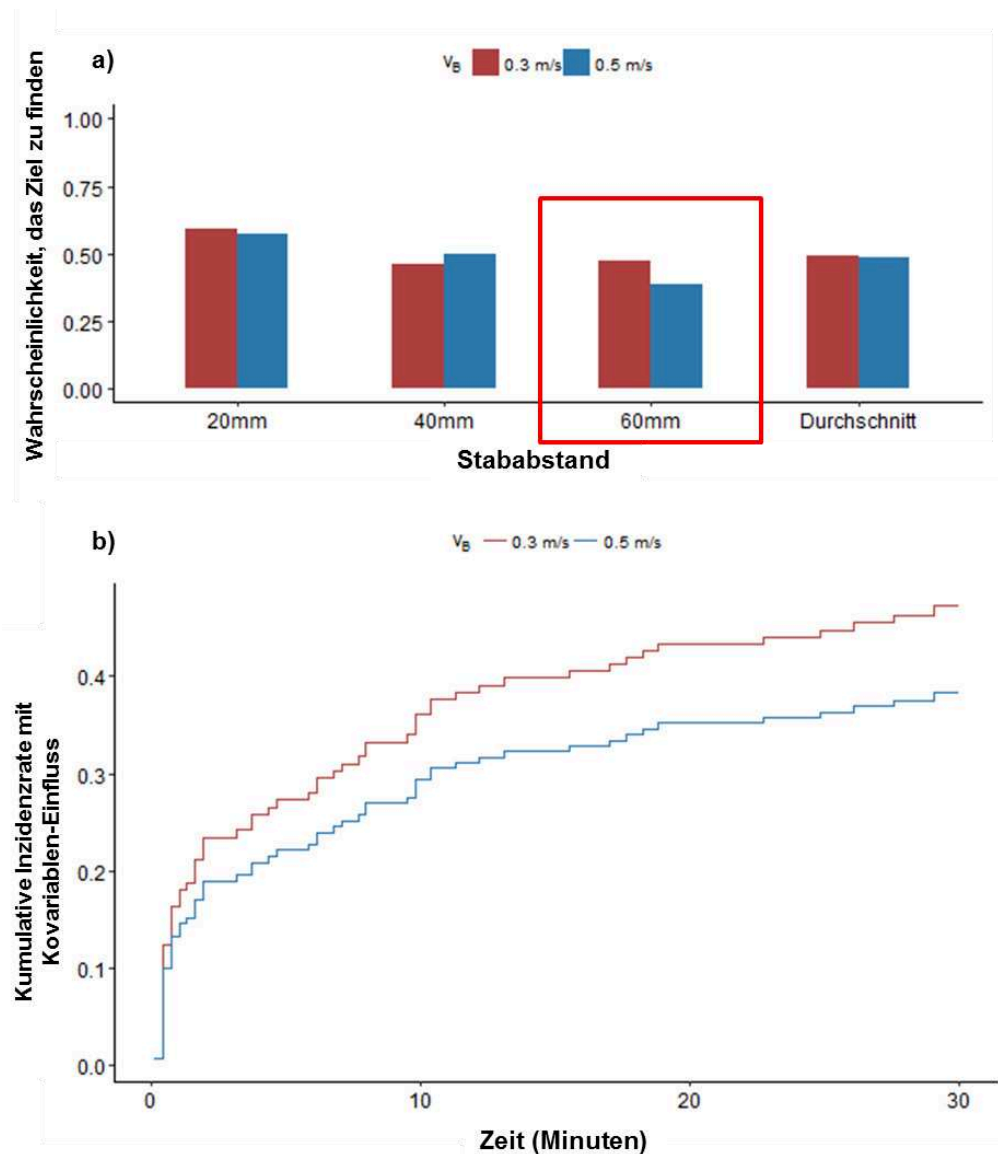 a)
V_B 0.3 m/s 0.5 m/s
Wahrscheinlichkeit, das Ziel zu finden
1.00
0.75
0.50
0.25
0.00
20mm 40mm 60mm Durchschnitt
Stababstand
b)
V_B 0.3 m/s 0.5 m/s
Kumulative Inzidenzrate mit
Kovariablen-Einfluss
0.4
0.3
0.2
0.1
0.0
0 10 20 30
Zeit (Minuten)